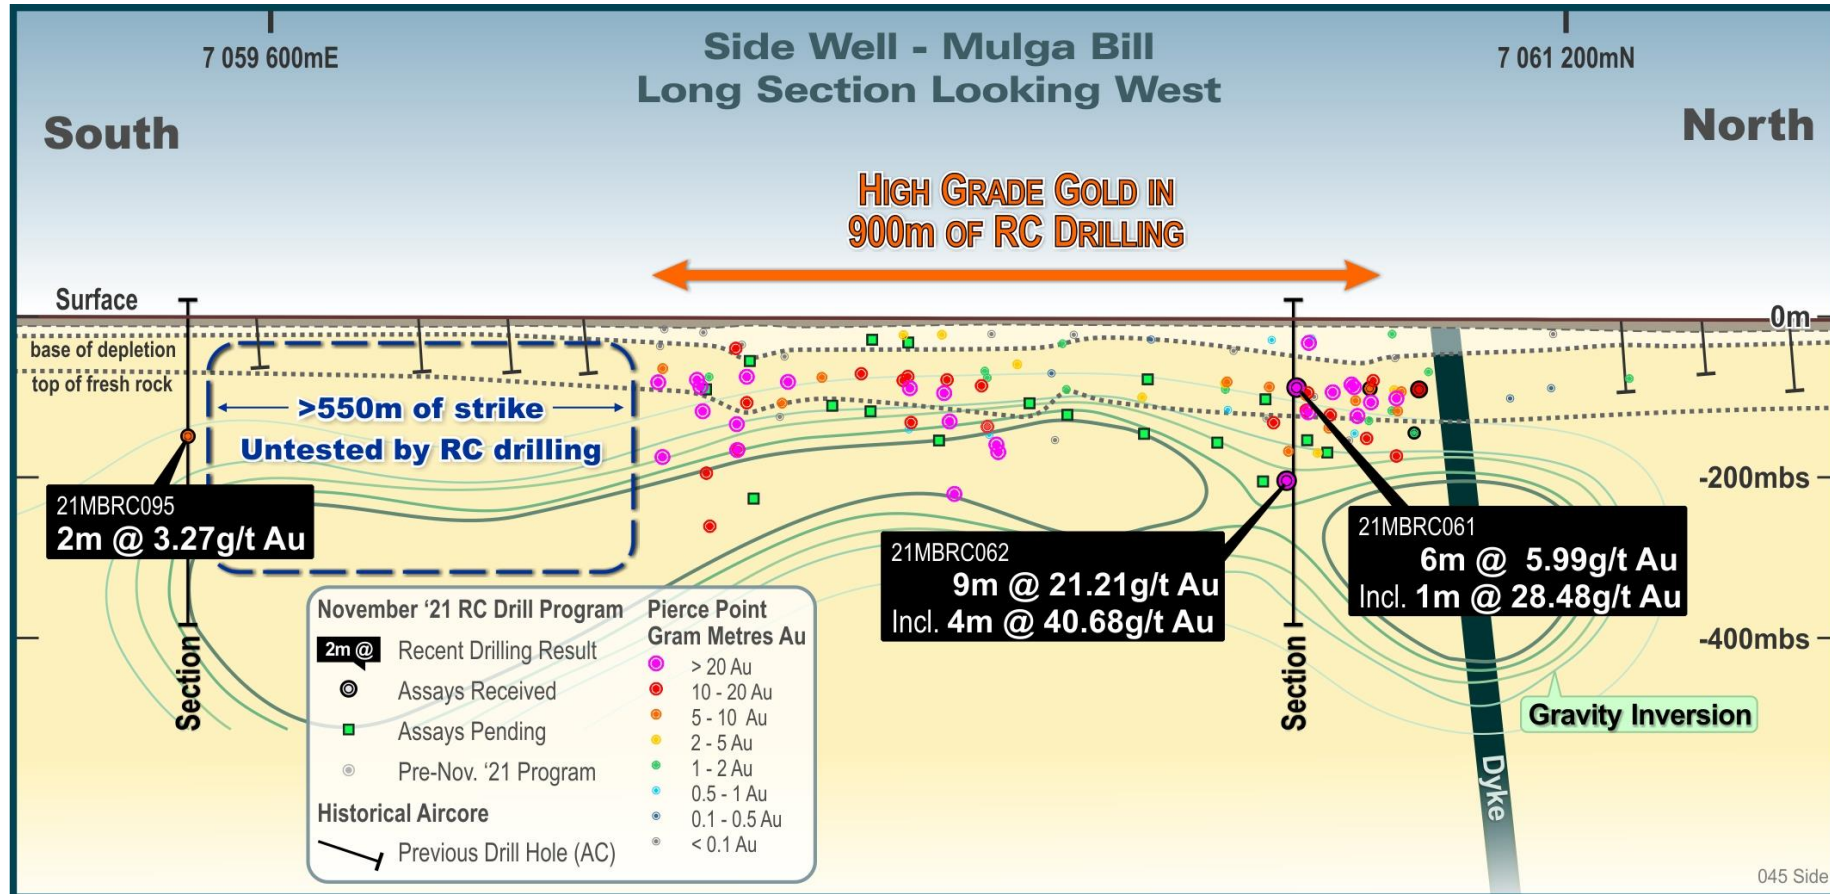 7 059 600mE
Side Well - Mulga Bill
Long Section Looking West
7 061 200mN
South
North
HIGH GRADE GOLD IN
900m OF RC DRILLING
Surface
0m
base of depletion
top of fresh rock
>550m of strike
Untested by RC drilling
-200mbs
21MBRC095
2m @ 3.27g/t Au
21MBRC062
9m @ 21.21g/t Au
Incl. 4m @ 40.68g/t Au
21MBRC061
6m @ 5.99g/t Au
Incl. 1m @ 28.48g/t Au
-400mbs
Section
Section
Gravity Inversion
Dyke
November ‘21 RC Drill Program
2m @
Recent Drilling Result
Assays Received
Assays Pending
Pre-Nov. ‘21 Program
Historical Aircore
Previous Drill Hole (AC)
Pierce Point
Gram Metres Au
> 20 Au
10 - 20 Au
5 - 10 Au
2 - 5 Au
1 - 2 Au
0.5 - 1 Au
0.1 - 0.5 Au
< 0.1 Au
045 Side